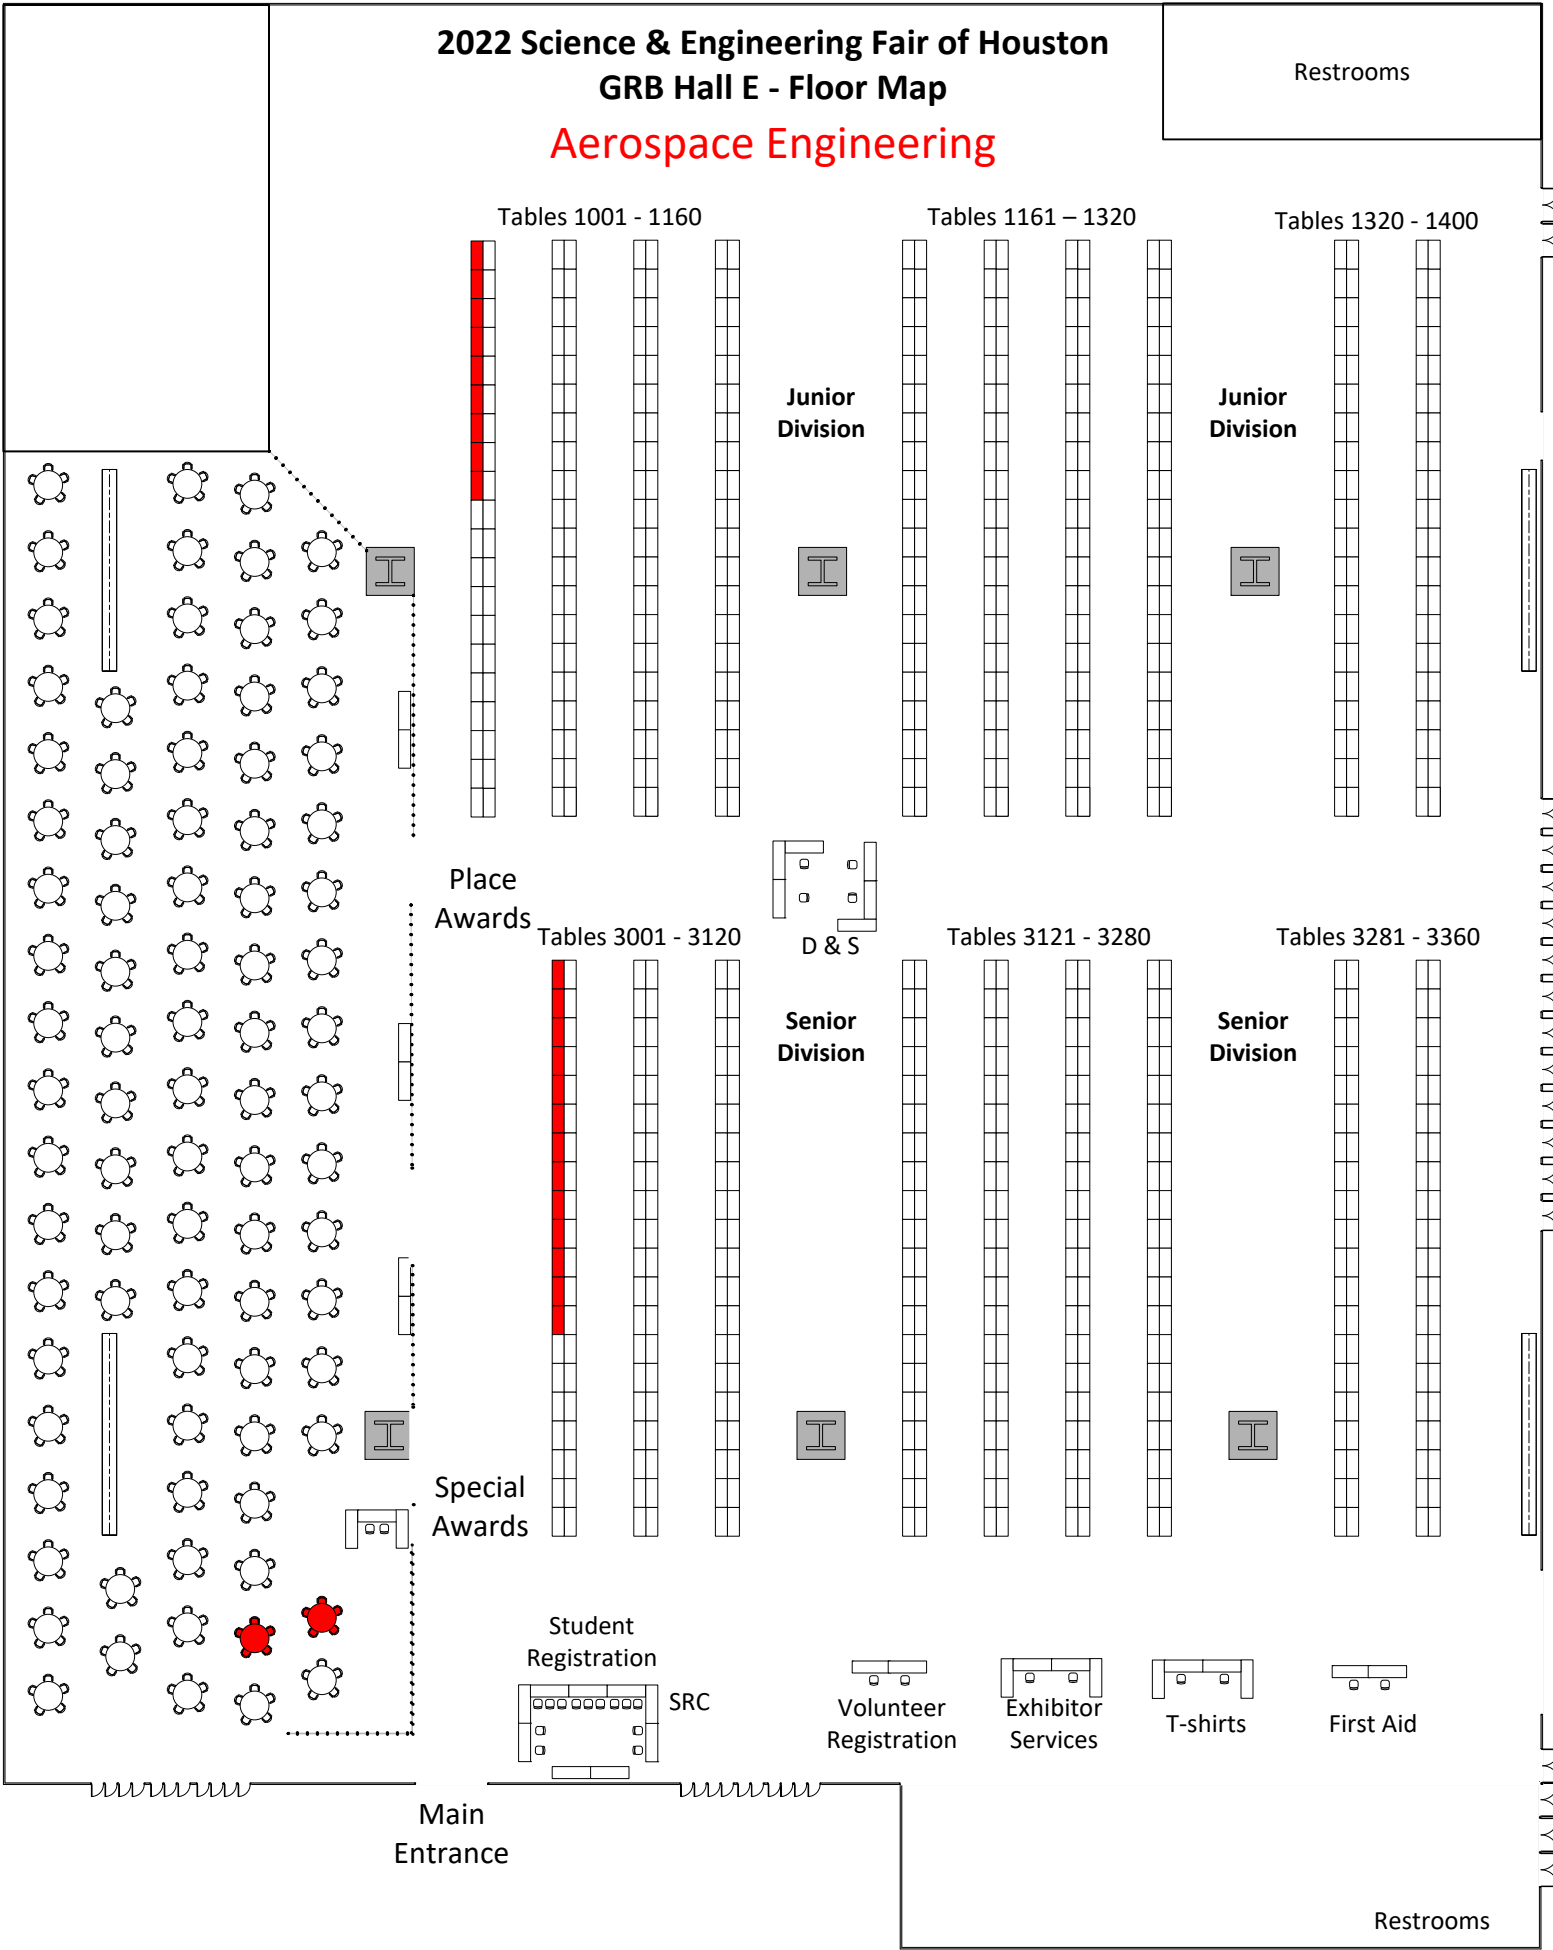 2022 Science & Engineering Fair of Houston
GRB Hall E - Floor Map
Aerospace Engineering
Restrooms
Tables 1001 - 1160
Tables 1161 – 1320
Tables 1320 - 1400
Junior
Division
Junior
Division
Place
Awards
D & S
Tables 3001 - 3120
Tables 3121 - 3280
Tables 3281 - 3360
Senior
Division
Senior
Division
Special
Awards
Student
Registration
SRC
Volunteer
Registration
Exhibitor
Services
T-shirts
First Aid
Main
Entrance
Restrooms